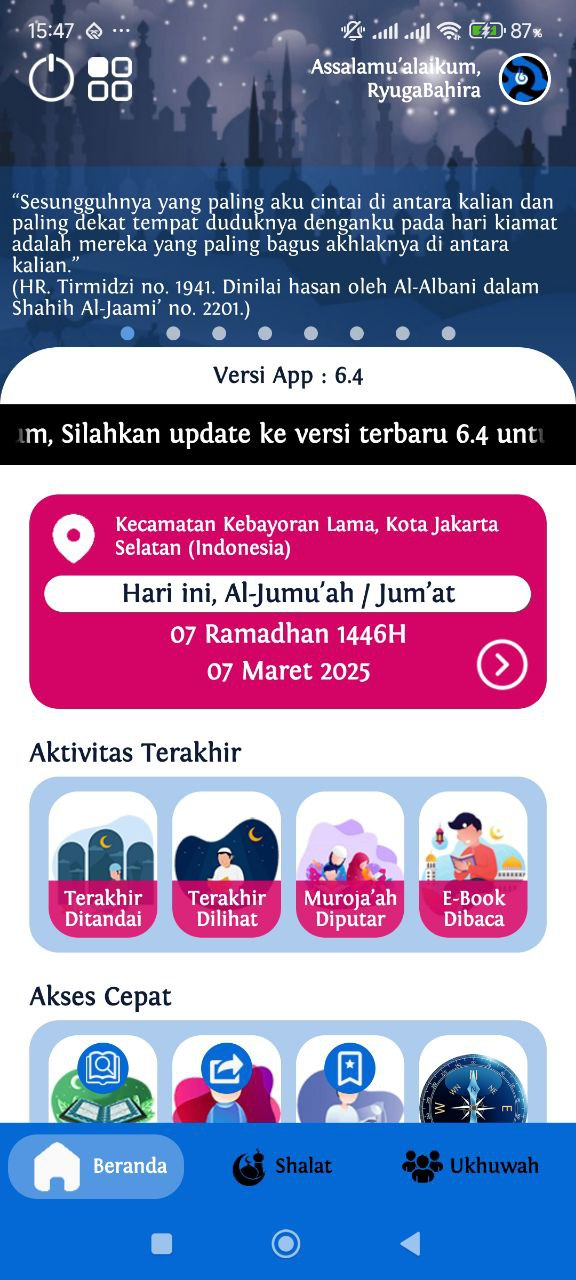 15:47
87%
Assalamu'alaikum,
RyugaBahira
“Sesungguhnya yang paling aku cintai di antara kalian dan
paling dekat tempat duduknya denganku pada hari kiamat
adalah mereka yang paling bagus akhlaknya di antara
kalian.”
(HR. Tirmidzi no. 1941. Dinilai hasan oleh Al-Albani dalam
Shahih Al-Jaami’ no. 2201.)
Versi App : 6.4
um, Silahkan update ke versi terbaru 6.4 untu
Kecamatan Kebayoran Lama, Kota Jakarta
Selatan (Indonesia)
Hari ini, Al-Jumu’ah / Jum’at
07 Ramadhan 1446H
07 Maret 2025
Aktivitas Terakhir
Terakhir
Ditandai
Terakhir
Dilihat
Muroja’ah
Diputar
E-Book
Dibaca
Akses Cepat
N
NW
NE
W
E
Beranda
Shalat
Ukhuwah